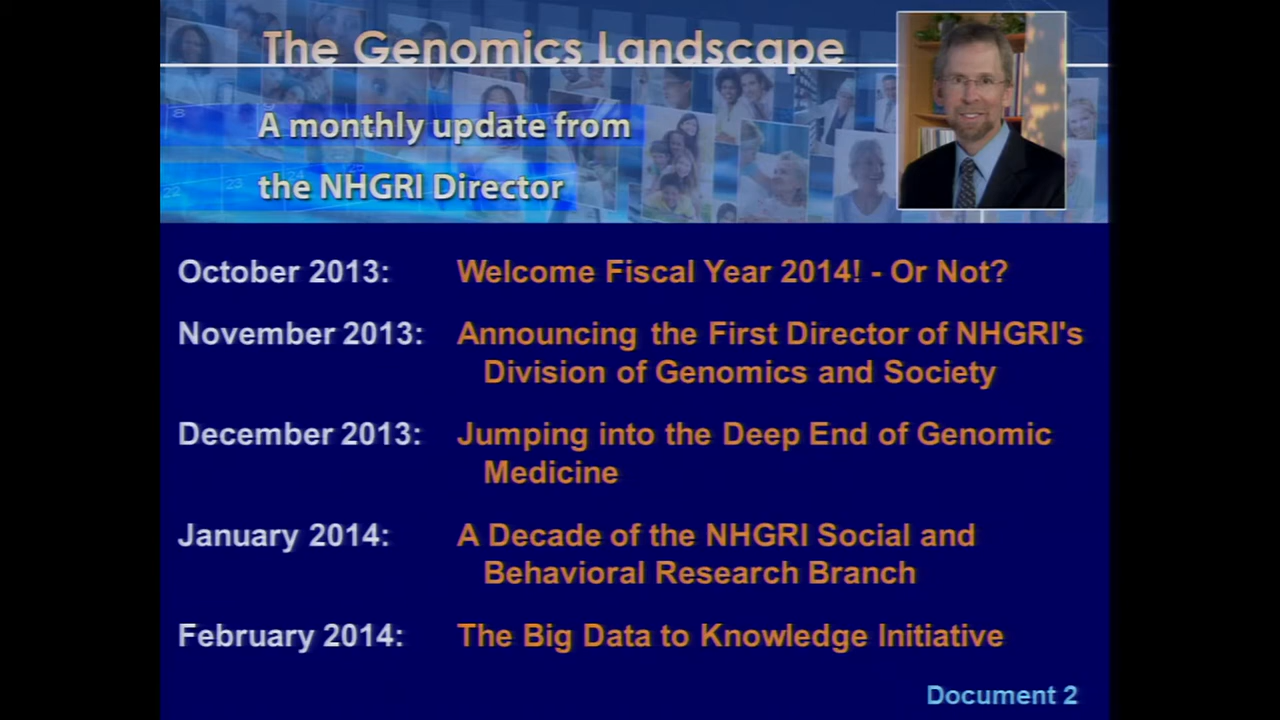 The Genomics Landscape
A monthly update from
the NHGRI Director
October 2013: Welcome Fiscal Year 2014! - Or Not?
November 2013: Announcing the First Director of NHGRI's
Division of Genomics and Society
December 2013: Jumping into the Deep End of Genomic
Medicine
January 2014: A Decade of the NHGRI Social and
Behavioral Research Branch
February 2014: The Big Data to Knowledge Initiative
Document 2